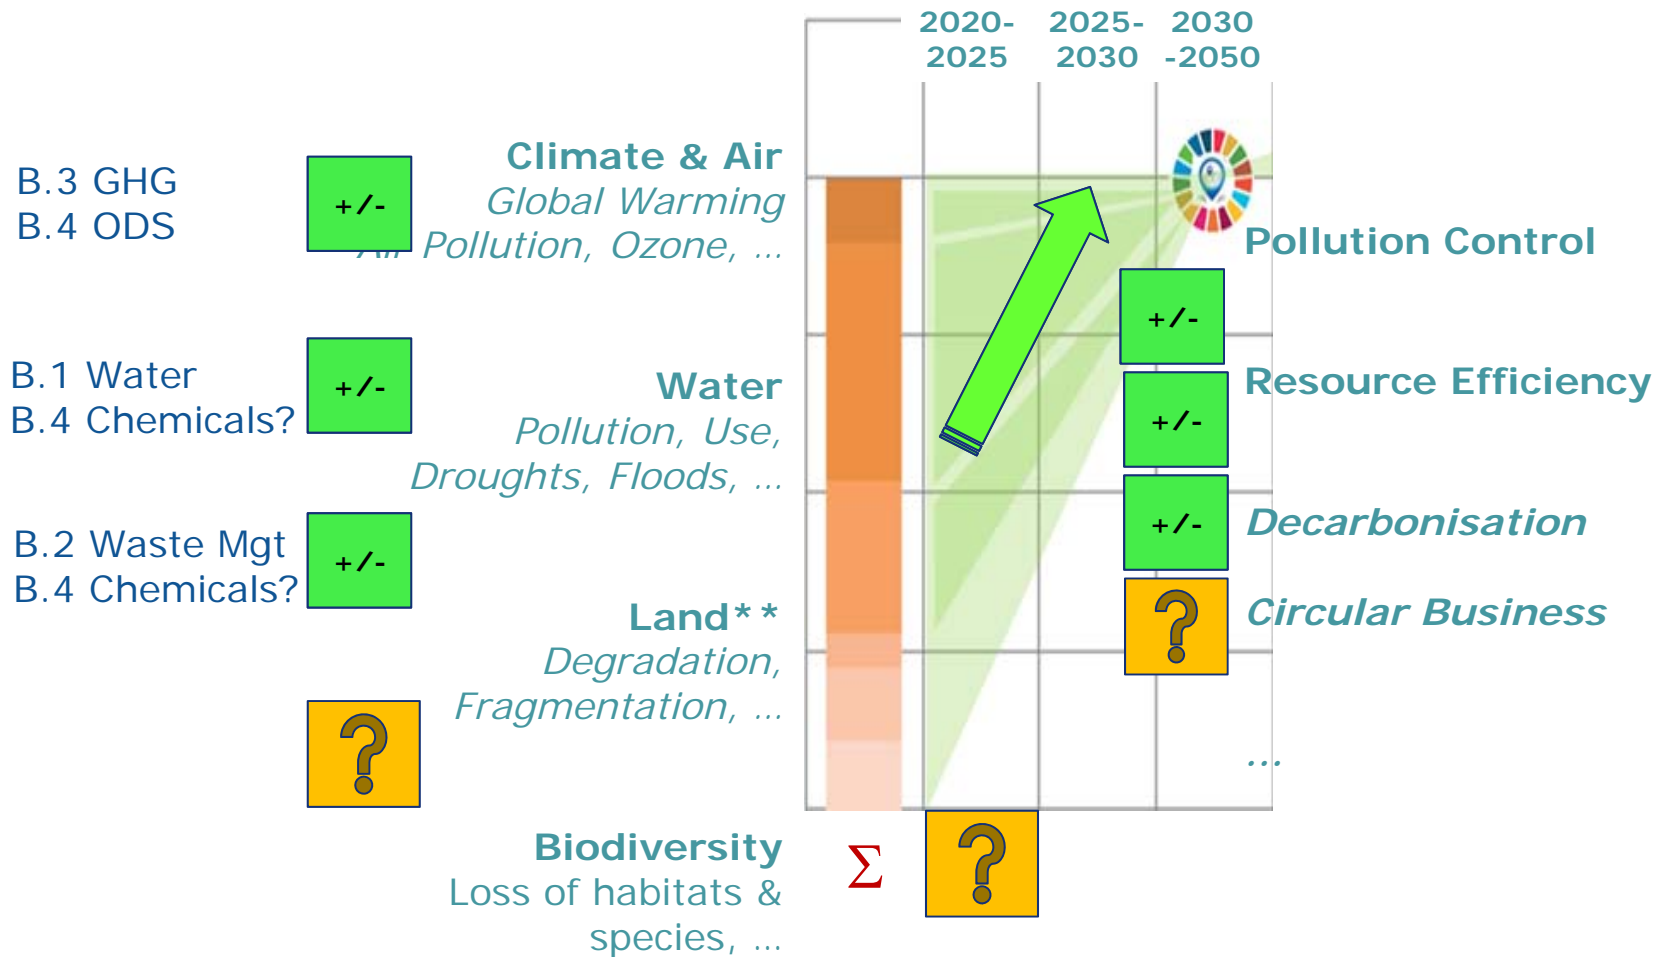 2020-
2025
2025-
2030
2030
-2050
B.3 GHG
B.4 ODS
+/-
Climate & Air
Global Warming
Air Pollution, Ozone, ...
B.1 Water
B.4 Chemicals?
+/-
Water
Pollution, Use,
Droughts, Floods, ...
B.2 Waste Mgt
B.4 Chemicals?
+/-
Land**
Degradation,
Fragmentation, ...
?
Biodiversity
Loss of habitats &
species, ...
Σ
?
Pollution Control
+/-
Resource Efficiency
+/-
Decarbonisation
+/-
Circular Business
?
...